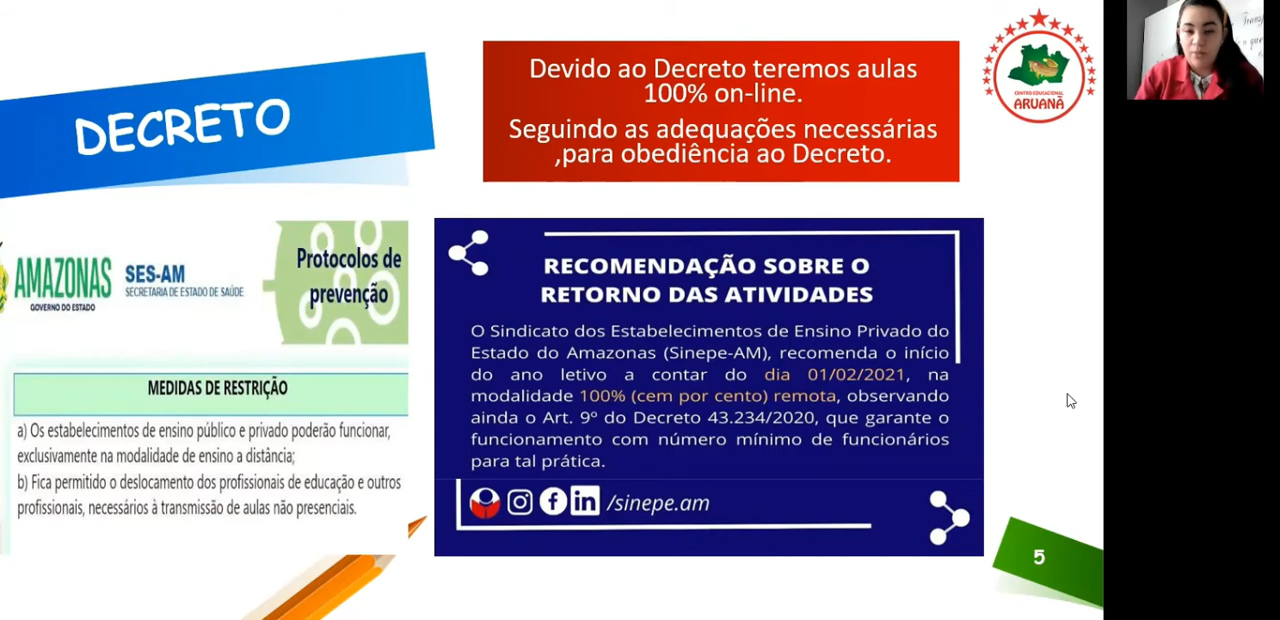 DECRETO
Devido ao Decreto teremos aulas
100% on-line.
Seguindo as adequações necessárias
,para obediência ao Decreto.
CENTRO EDUCACIONAL
ARUANÃ
AMAZONAS
GOVERNO DO ESTADO
SES-AM
SECRETARIA DE ESTADO DE SAÚDE
Protocolos de
prevenção
MEDIDAS DE RESTRIÇÃO
a) Os estabelecimentos de ensino público e privado poderão funcionar,
exclusivamente na modalidade de ensino a distância;
b) Fica permitido o deslocamento dos profissionais de educação e outros
profissionais, necessários à transmissão de aulas não presenciais.
RECOMENDAÇÃO SOBRE O
RETORNO DAS ATIVIDADES
O Sindicato dos Estabelecimentos de Ensino Privado do
Estado do Amazonas (Sinepe-AM), recomenda o início
do ano letivo a contar do dia 01/02/2021, na
modalidade 100% (cem por cento) remota, observando
ainda o Art. 9º do Decreto 43.234/2020, que garante o
funcionamento com número mínimo de funcionários
para tal prática.
/sinepe.am
5